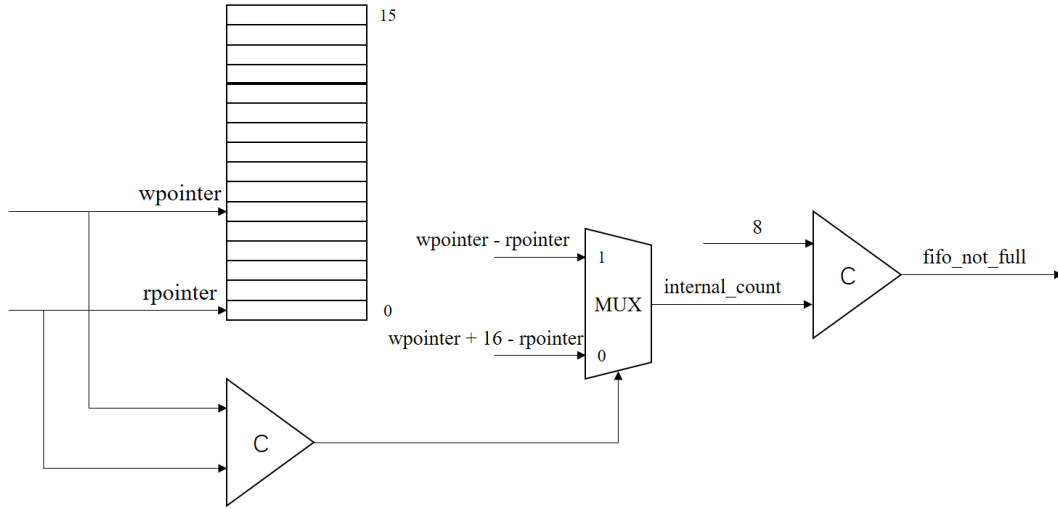 15
wpointer
rpointer
0
wpointer - rpointer
1
MUX
wpointer + 16 - rpointer
0
internal_count
8
C
fifo_not_full
C